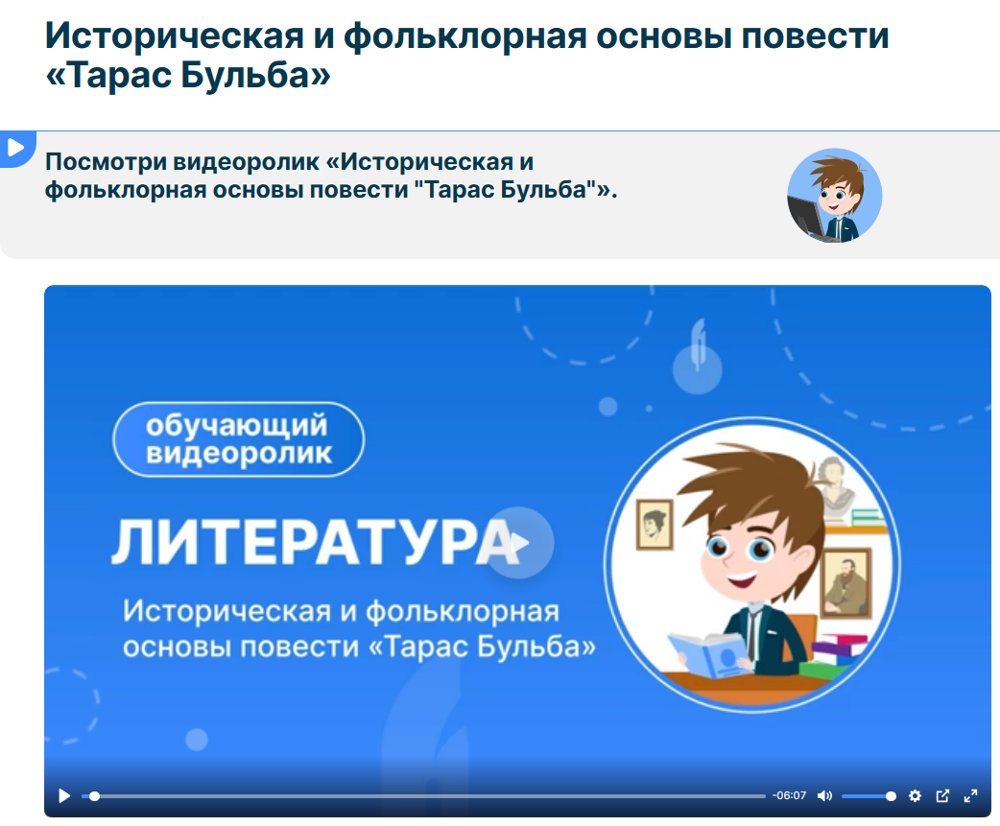 Историческая и фольклорная основы повести
«Тарас Бульба»
Посмотри видеоролик «Историческая и
фольклорная основы повести "Тарас Бульба"».
обучающий
видеоролик
ЛИТЕРАТУРА
Историческая и фольклорная
основы повести «Тарас Бульба»
-06:07